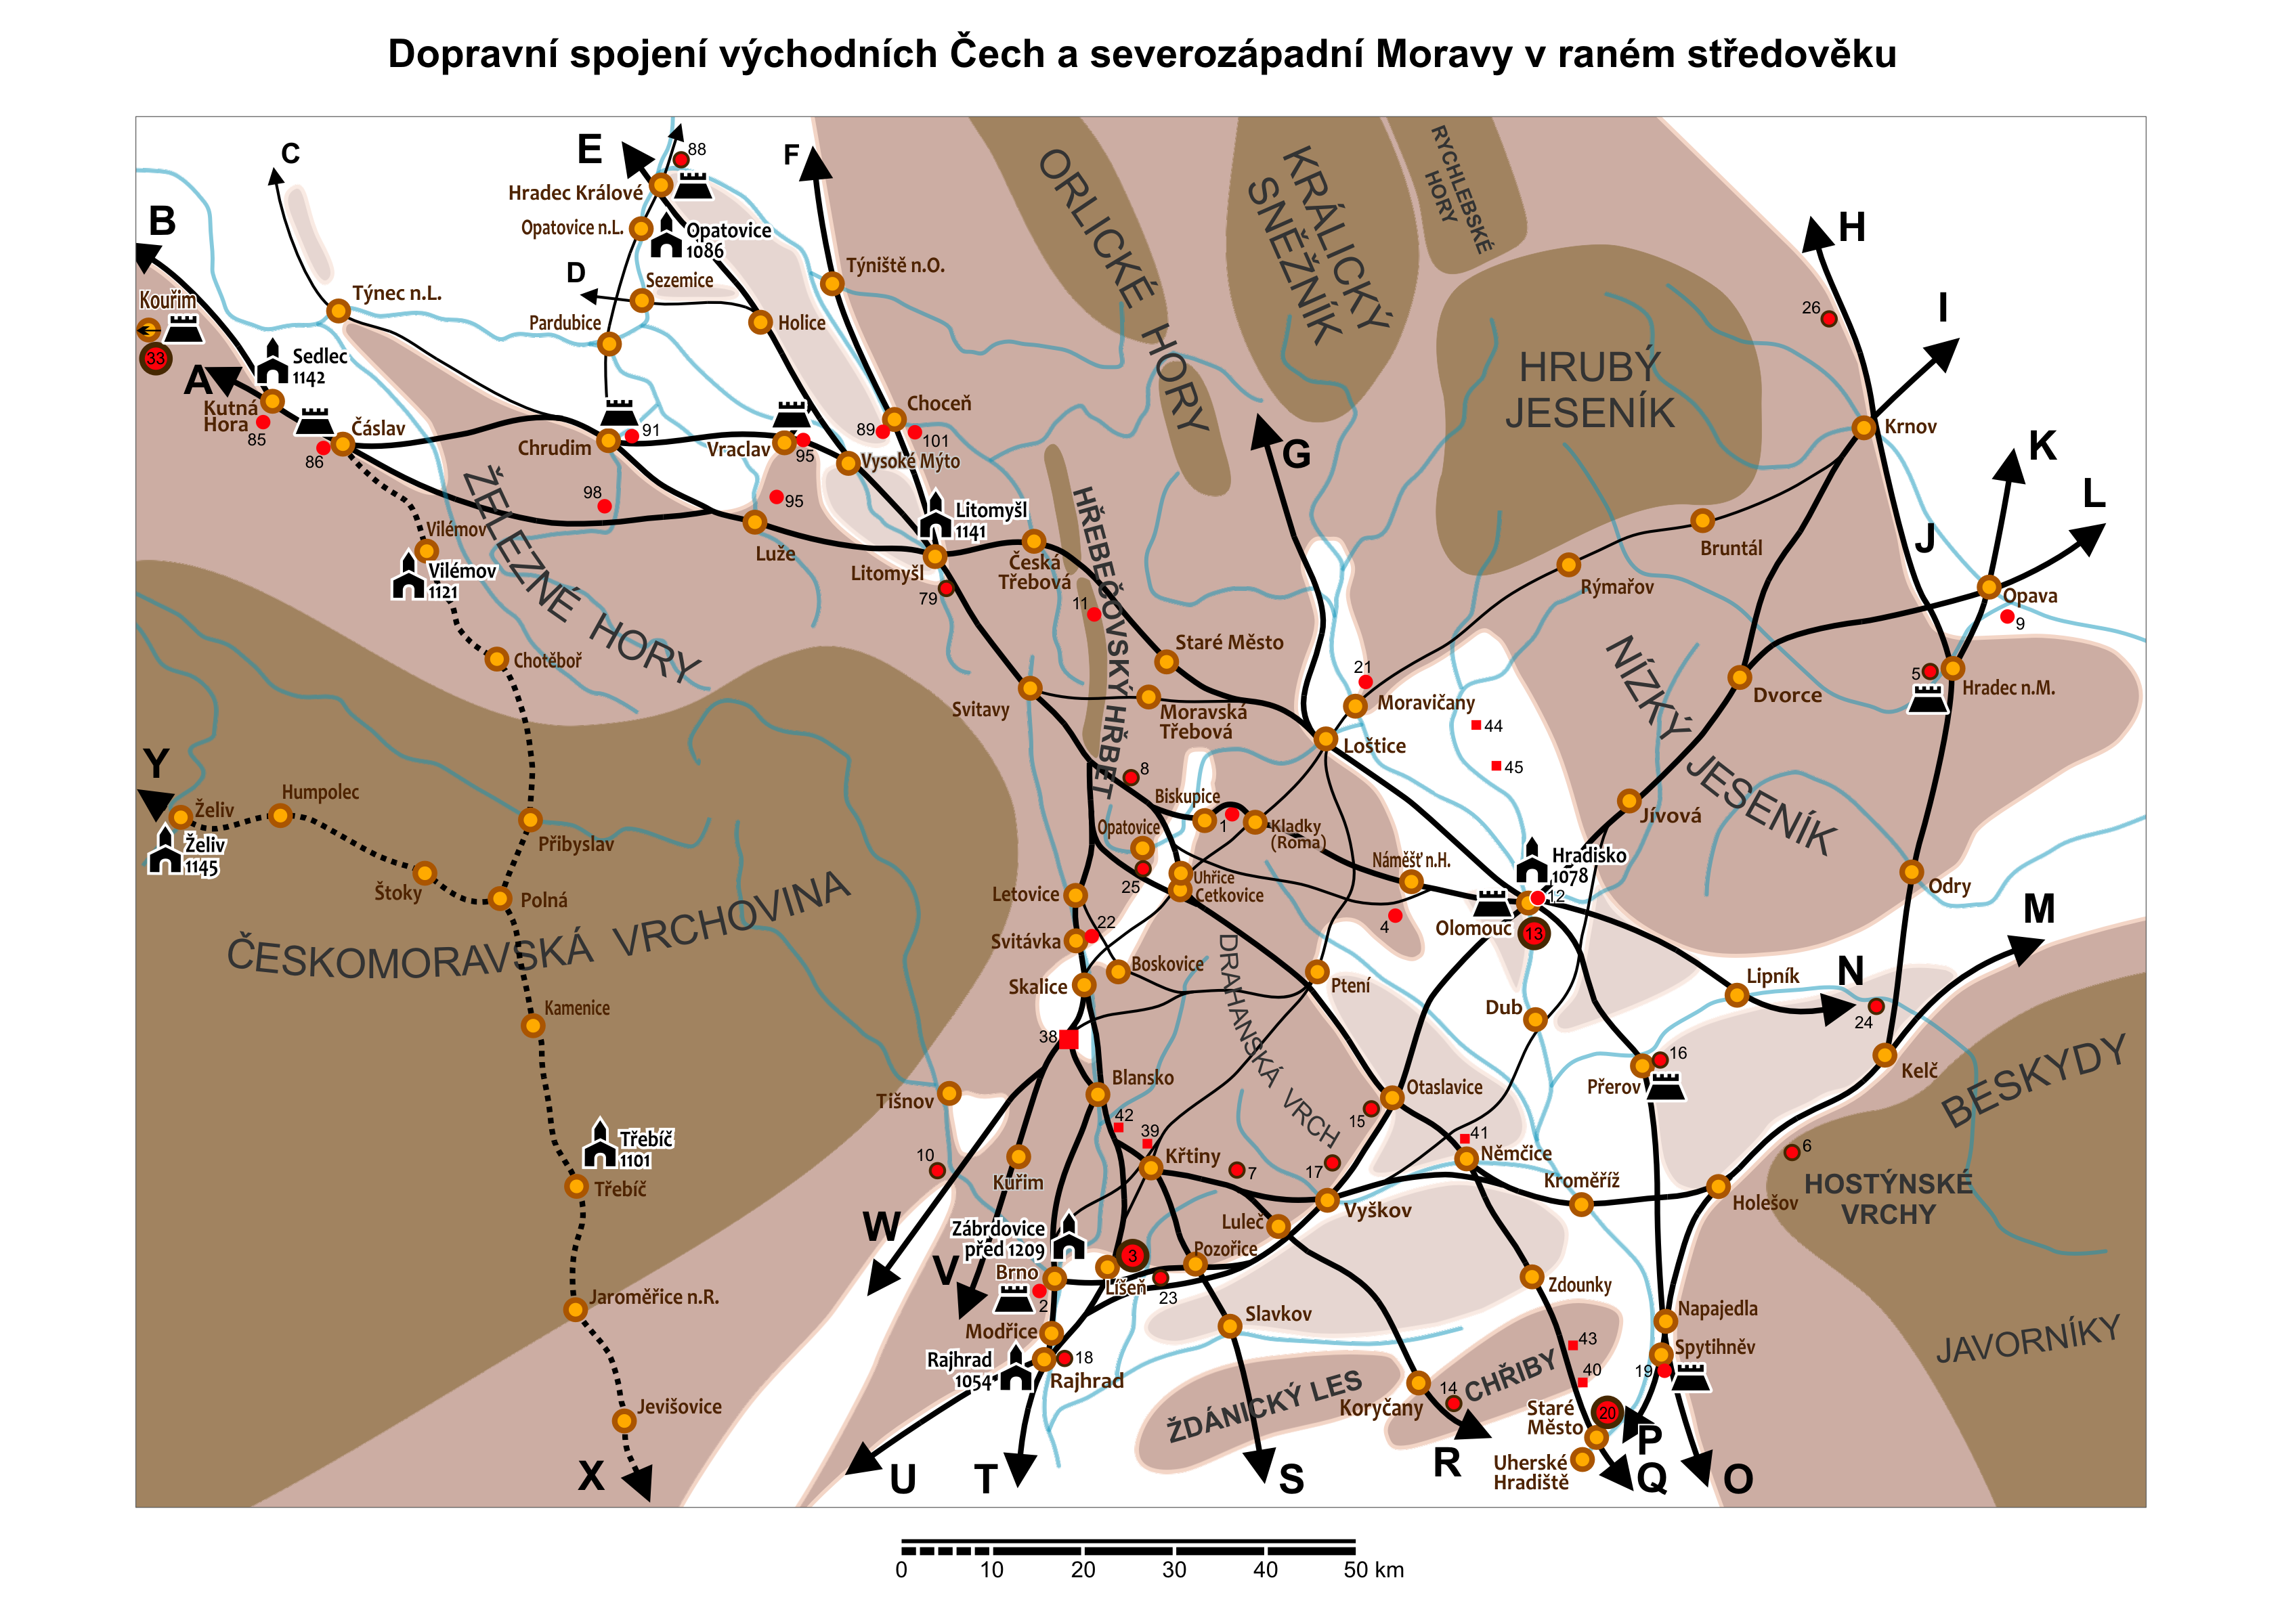 Dopravní spojení východních Čech a severozápadní Moravy v raném středověku
C
E
88
F
B
Hradec Králové
Opatovice n.L.
Opatovice
1086
D
Sezemice
Týniště n.O.
Kouřim
Týnec n.L.
Pardubice
Holice
33
Sedlec
1142
A
Kutná
Hora
85
Čáslav
86
Chrudim
91
Vraclav
95
89
Choceň
101
Vysoké Mýto
98
95
Luže
Litomyšl
1141
Litomyšl
79
Česká
Třebová
11
ORLICKÉ HORY
KRÁLICKÝ
SNĚŽNÍK
RYCHLEBSKÉ
HORY
HRUBÝ
JESENÍK
G
H
26
I
Krnov
K
L
J
Bruntál
Rýmařov
Opava
9
5
Hradec n.M.
Vilémov
Vilémov
1121
ŽELEZNÉ HORY
Chotěboř
HŘEBEČOVSKÝ HŘBET
Staré Město
Svitavy
Moravská
Třebová
21
Moravičany
Loštice
44
45
NÍZKÝ JESENÍK
Dvorce
Jívová
Y
Želiv
Želiv
1145
Humpolec
Přibyslav
Štoky
Polná
ČESKOMORAVSKÁ VRCHOVINA
8
Biskupice
1
Kladky
(Roma)
Opatovice
25
Uhřice
Cetkovice
Náměšť n.H.
4
Hradisko
1078
12
Olomouc
13
Odry
M
Letovice
22
Svitávka
Boskovice
Skalice
DRAHANSKÁ VRCH
Ptení
Lipník
N
24
Dub
Kamenice
38
Blansko
Tišnov
42
39
Křtiny
Otaslavice
15
16
Přerov
Kelč
BESKYDY
41
Němčice
6
HOSTÝNSKÉ
VRCHY
Třebíč
1101
Třebíč
10
Kuřim
7
17
Vyškov
Kroměříž
Holešov
W
V
Zábrdovice
před 1209
Brno
2
3
Líšeň
23
Luleč
Pozořice
Zdounky
Jaroměřice n.R.
Modřice
Slavkov
Napajedla
Spytihněv
19
JAVORNÍKY
Rajhrad
1054
18
Rajhrad
43
40
CHŘIBY
ŽDÁNICKÝ LES
Koryčany
14
Staré
Město
20
Jevišovice
X
U
T
S
R
Uherské
Hradiště
P
Q
O
0 10 20 30 40 50 km